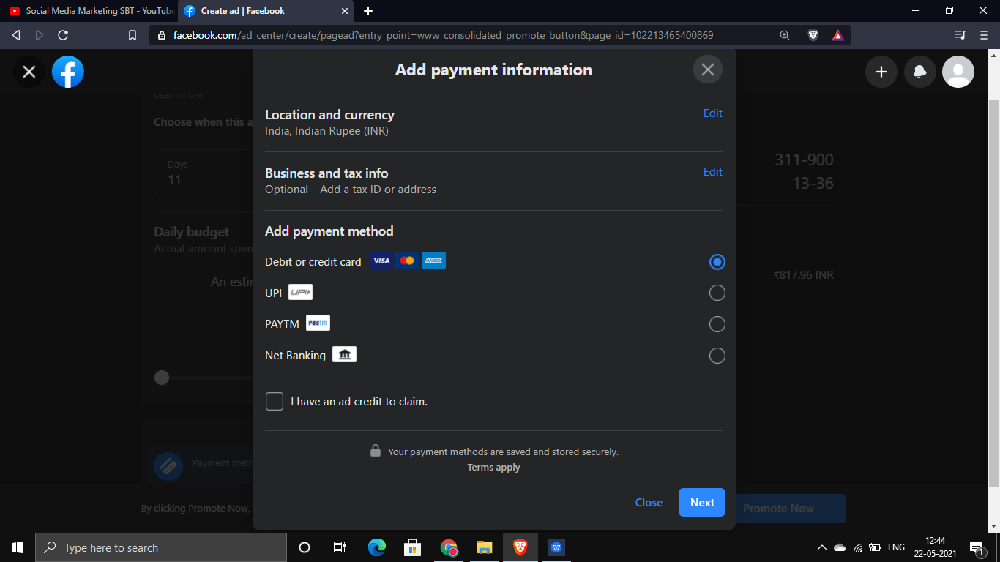 Social Media Marketing SBT - YouTube
Create ad | Facebook
facebook.com/ad_center/create/pagead?entry_point=www_consolidated_promote_button&page_id=102213465400869
Add payment information
Learn more
Choose when this a
Location and currency
Edit
India, Indian Rupee (INR)
Days
11
311-900
13-36
Business and tax info
Edit
Optional – Add a tax ID or address
Daily budget
Actual amount spen
An estir
Add payment method
Debit or credit card VISA AMEX
₹817.96 INR
UPI UPI
PAYTM paytm
Net Banking
I have an ad credit to claim.
Your payment methods are saved and stored securely.
Terms apply
Payment meth
Close
Next
By clicking Promote Now,
Promote Now
Type here to search
ENG
12:44
22-05-2021
1